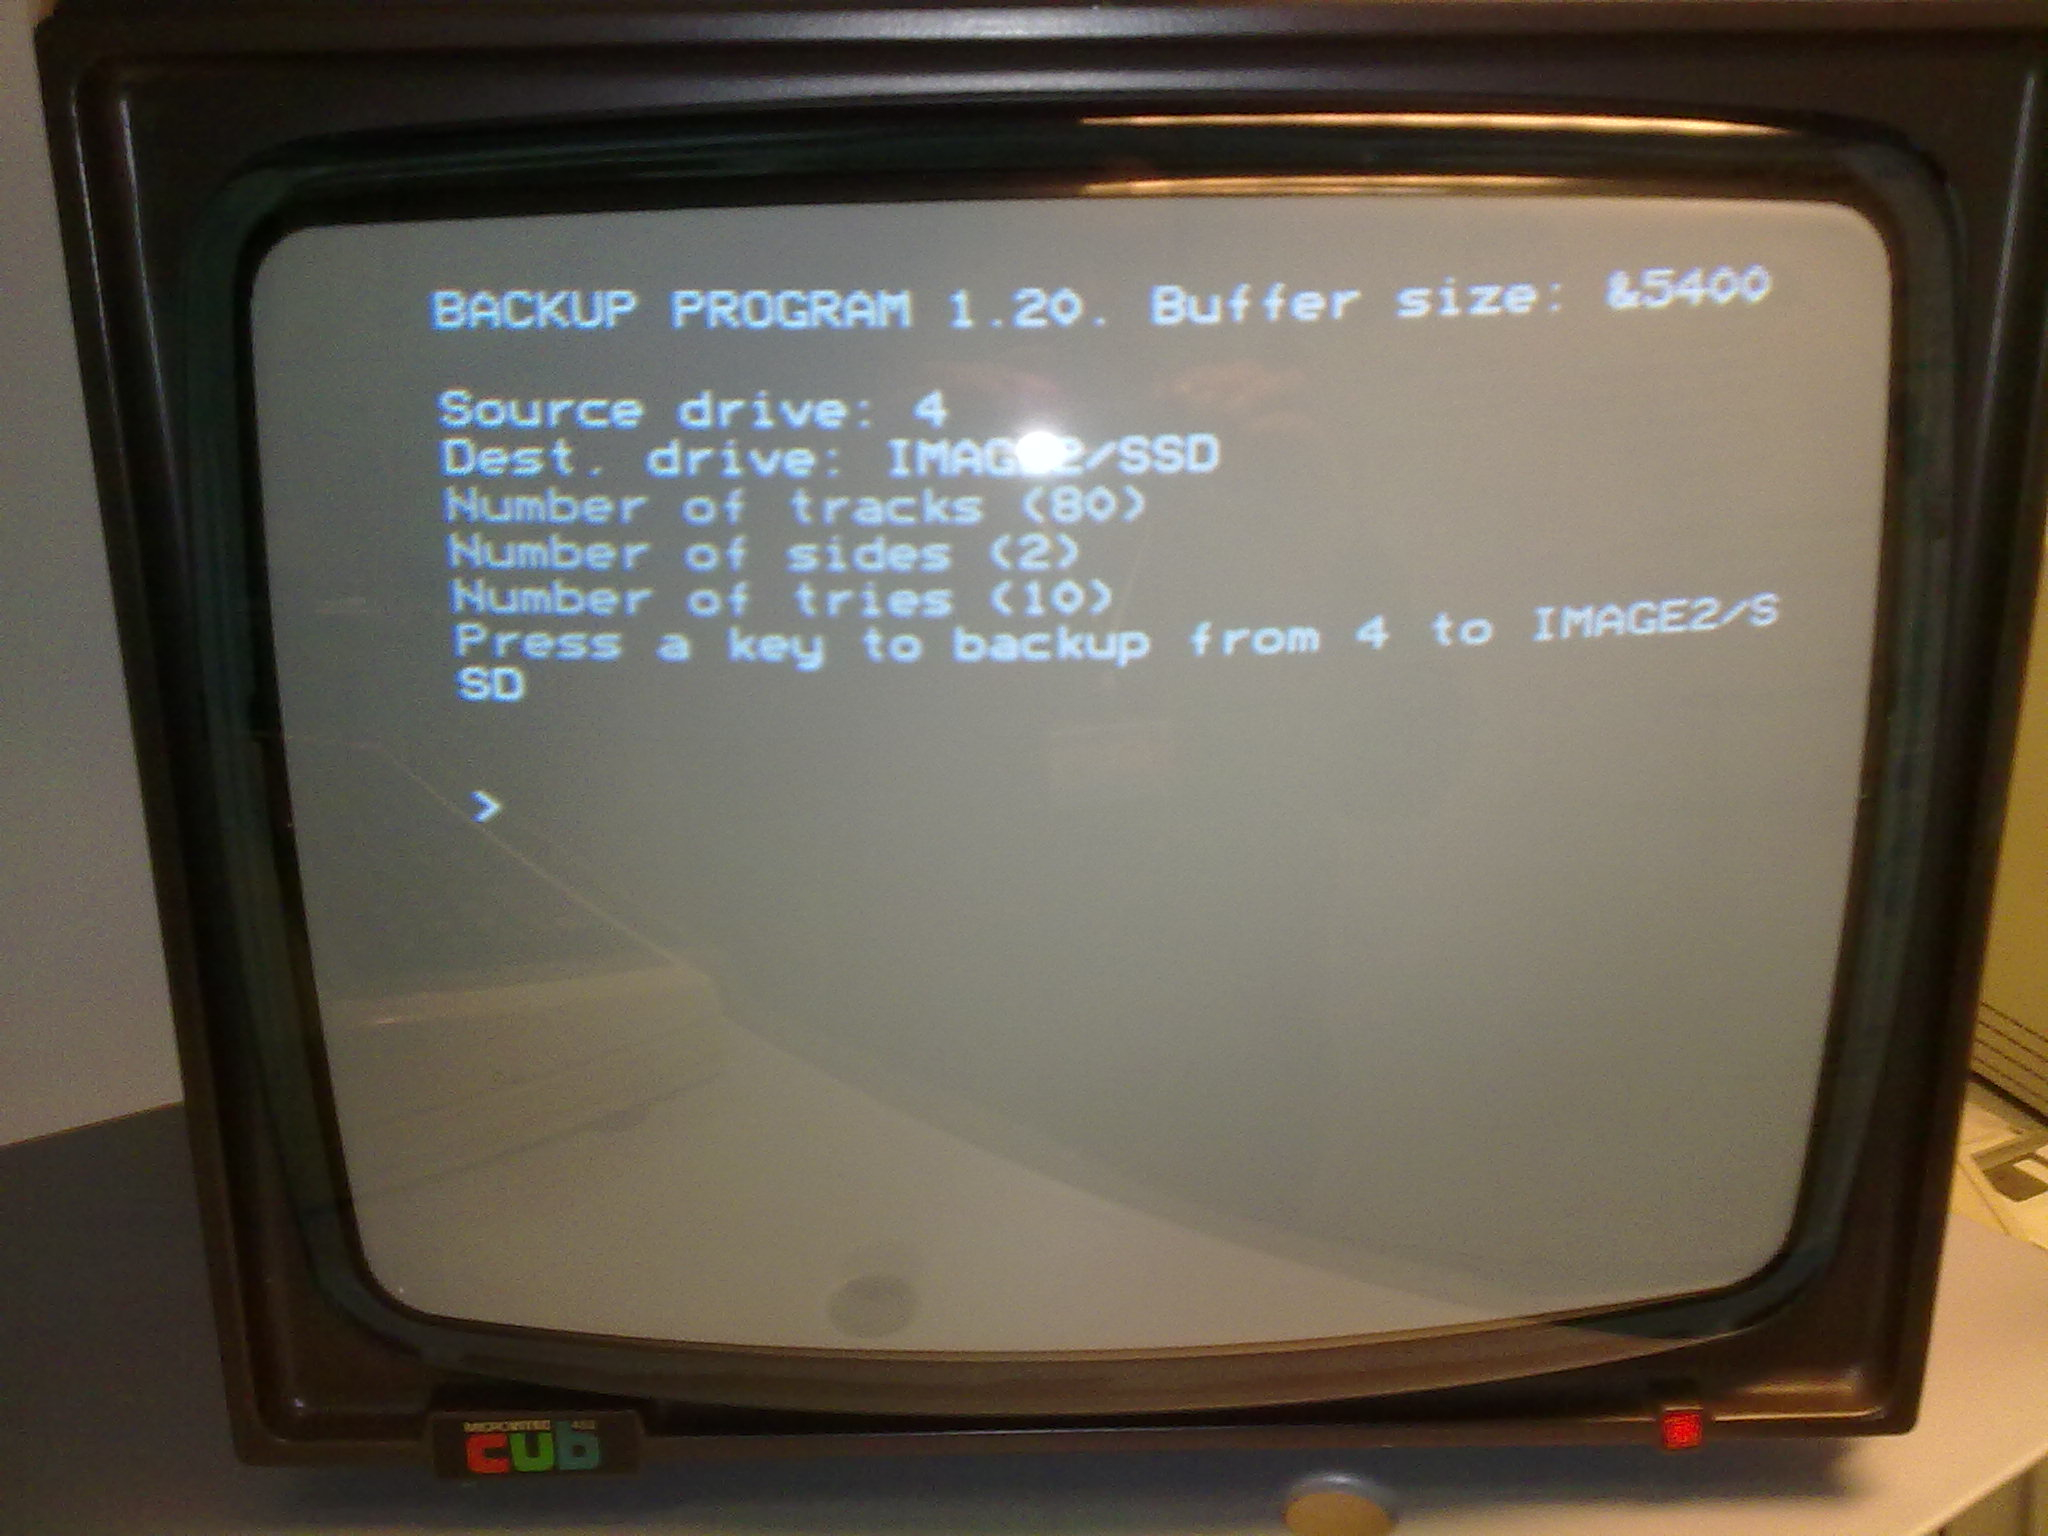 BACKUP PROGRAM 1.20. Buffer size: &5400
Source drive: 4
Dest. drive: IMAGE2/SSD
Number of tracks (80)
Number of sides (2)
Number of tries (10)
Press a key to backup from 4 to IMAGE2/S
SD
>
MICROVITEC
cub